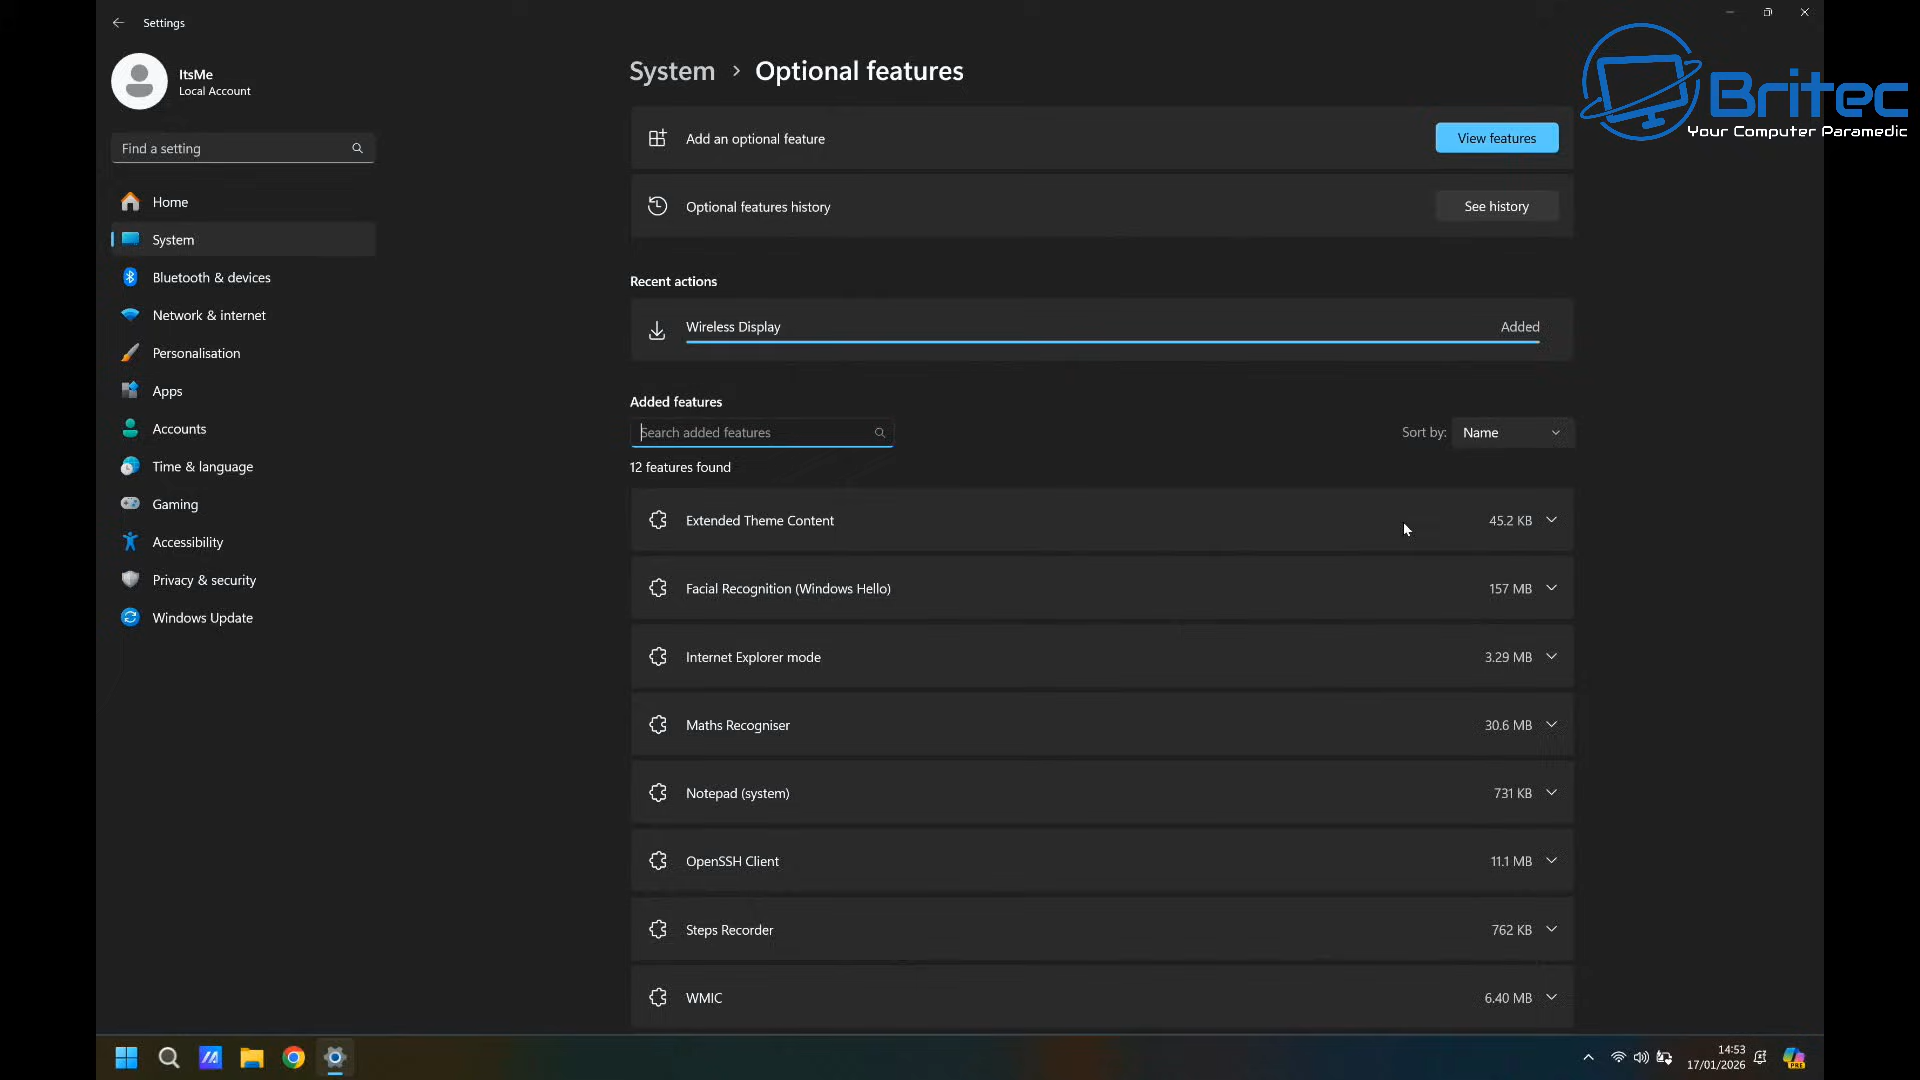 Settings
ItsMe
Local Account
Find a setting
Home
System
Bluetooth & devices
Network & internet
Personalisation
Apps
Accounts
Time & language
Gaming
Accessibility
Privacy & security
Windows Update
System > Optional features
Add an optional feature
View features
Optional features history
See history
Recent actions
Wireless Display
Added
Added features
Search added features
Sort by: Name
12 features found
Extended Theme Content
45.2 KB
Facial Recognition (Windows Hello)
157 MB
Internet Explorer mode
3.29 MB
Maths Recogniser
30.6 MB
Notepad (system)
731 KB
OpenSSH Client
11.1 MB
Steps Recorder
762 KB
WMIC
6.40 MB
Britec
Your Computer Paramedic
14:53
17/01/2026
PRE